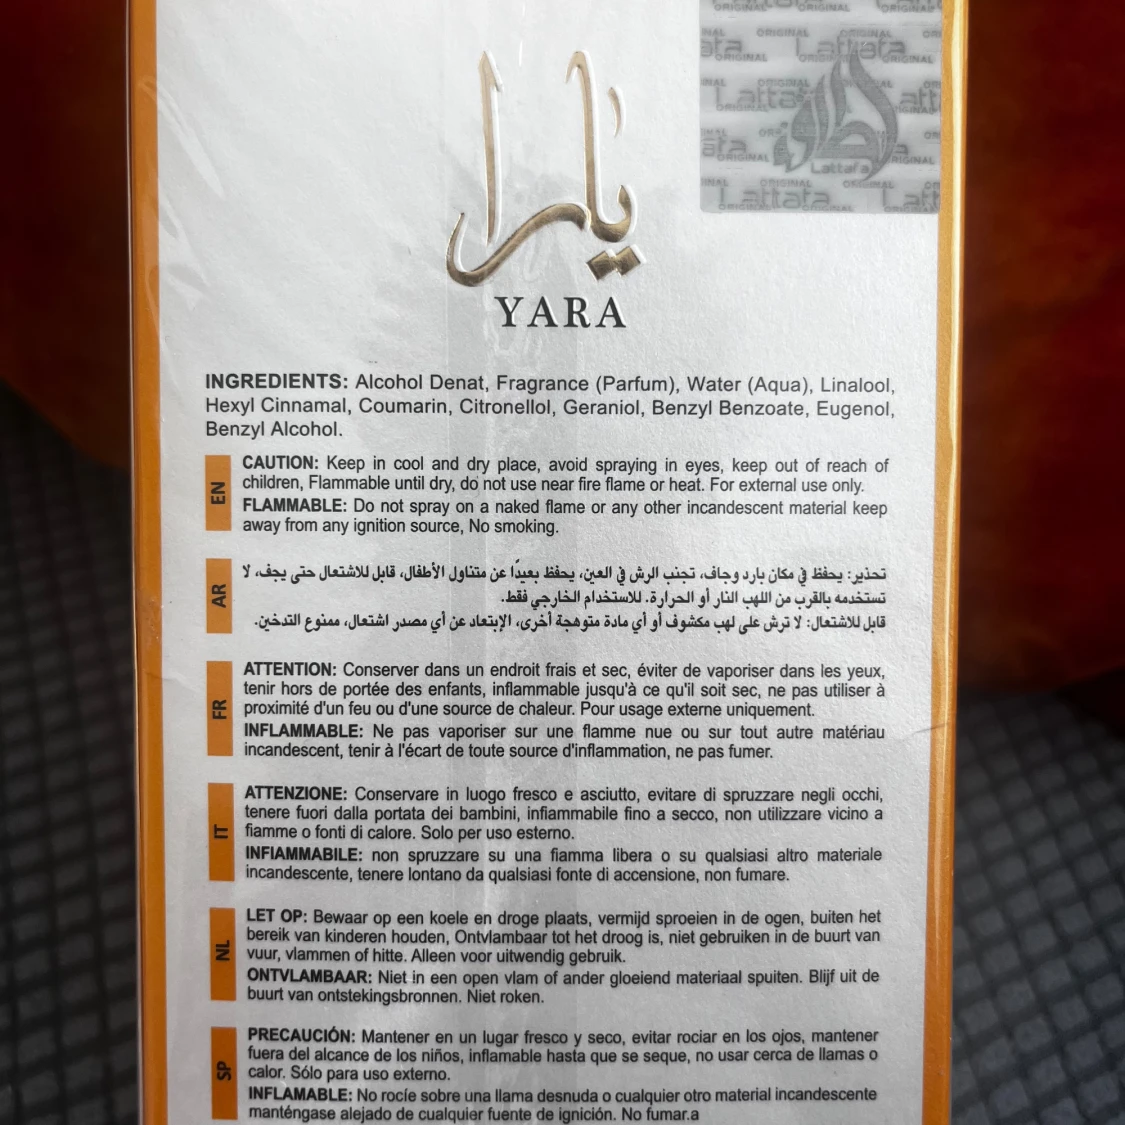 يارا
YARA
Lattafa
ORIGINAL
INGREDIENTS: Alcohol Denat, Fragrance (Parfum), Water (Aqua), Linalool,
Hexyl Cinnamal, Coumarin, Citronellol, Geraniol, Benzyl Benzoate, Eugenol,
Benzyl Alcohol.
EN
CAUTION: Keep in cool and dry place, avoid spraying in eyes, keep out of reach of
children, Flammable until dry, do not use near fire flame or heat. For external use only.
FLAMMABLE: Do not spray on a naked flame or any other incandescent material keep
away from any ignition source, No smoking.
AR
تحذير: يحفظ في مكان بارد وجاف، تجنب الرش في العين، يحفظ بعيدًا عن متناول الأطفال، قابل للاشتعال حتى يجف، لا
تستخدمه بالقرب من اللهب النار أو الحرارة. للاستخدام الخارجي فقط.
قابل للاشتعال: لا ترش على لهب مكشوف أو أي مادة متوهجة أخرى، الإبتعاد عن أي مصدر اشتعال، ممنوع التدخين.
FR
ATTENTION: Conserver dans un endroit frais et sec, éviter de vaporiser dans les yeux,
tenir hors de portée des enfants, inflammable jusqu'à ce qu'il soit sec, ne pas utiliser à
proximité d'un feu ou d'une source de chaleur. Pour usage externe uniquement.
INFLAMMABLE: Ne pas vaporiser sur une flamme nue ou sur tout autre matériau
incandescent, tenir à l'écart de toute source d'inflammation, ne pas fumer.
IT
ATTENZIONE: Conservare in luogo fresco e asciutto, evitare di spruzzare negli occhi,
tenere fuori dalla portata dei bambini, infiammabile fino a secco, non utilizzare vicino a
fiamme o fonti di calore. Solo per uso esterno.
INFIAMMABILE: non spruzzare su una fiamma libera o su qualsiasi altro materiale
incandescente, tenere lontano da qualsiasi fonte di accensione, non fumare.
NL
LET OP: Bewaar op een koele en droge plaats, vermijd sproeien in de ogen, buiten het
bereik van kinderen houden, Ontvlambaar tot het droog is, niet gebruiken in de buurt van
vuur, vlammen of hitte. Alleen voor uitwendig gebruik.
ONTVLAMBAAR: Niet in een open vlam of ander gloeiend materiaal spuiten. Blijf uit de
buurt van ontstekingsbronnen. Niet roken.
SP
PRECAUCIÓN: Mantener en un lugar fresco y seco, evitar rociar en los ojos, mantener
fuera del alcance de los niños, inflamable hasta que se seque, no usar cerca de llamas o
calor. Sólo para uso externo.
INFLAMABLE: No rocíe sobre una llama desnuda o cualquier otro material incandescente
manténgase alejado de cualquier fuente de ignición. No fumar.a